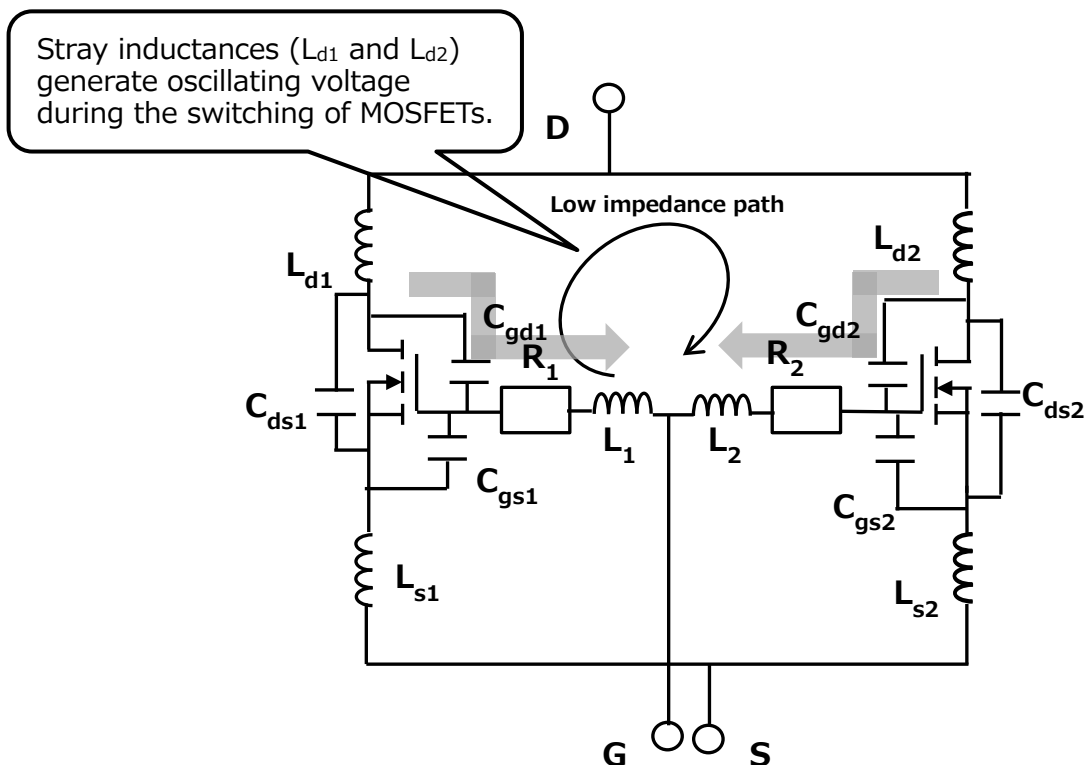 Stray inductances (Ld1 and Ld2)
generate oscillating voltage
during the switching of MOSFETs.
D
Low impedance path
Ld1
Ld2
Cgd1
Cgd2
R1
R2
Cds1
Cds2
L1
L2
Cgs1
Cgs2
Ls1
Ls2
G
S